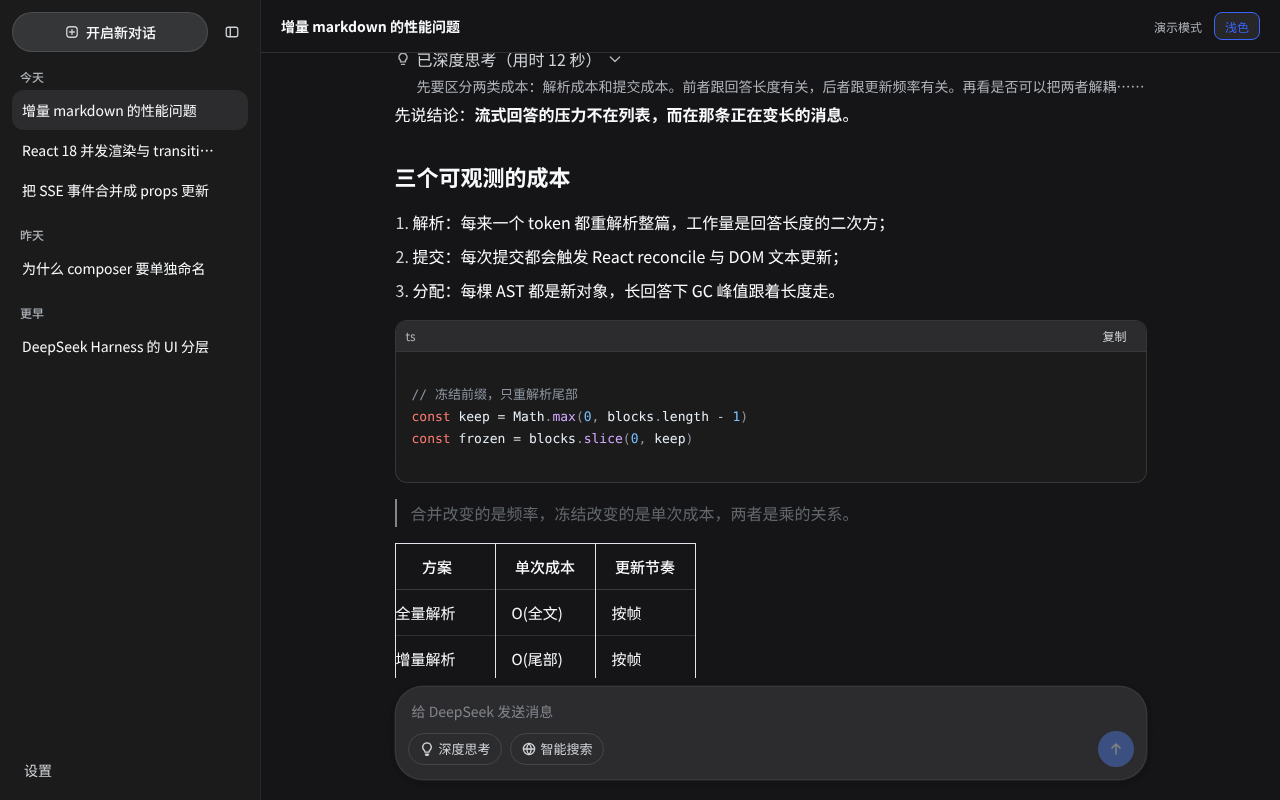 开启新对话
今天
增量 markdown 的性能问题
React 18 并发渲染与 transiti…
把 SSE 事件合并成 props 更新
昨天
为什么 composer 要单独命名
更早
DeepSeek Harness 的 UI 分层
设置
增量 markdown 的性能问题
演示模式
浅色
已深度思考（用时 12 秒）
先要区分两类成本：解析成本和提交成本。前者跟回答长度有关，后者跟更新频率有关。再看是否可以把两者解耦……
先说结论：流式回答的压力不在列表，而在那条正在变长的消息。
三个可观测的成本
1. 解析：每来一个 token 都重解析整篇，工作量是回答长度的二次方；
2. 提交：每次提交都会触发 React reconcile 与 DOM 文本更新；
3. 分配：每棵 AST 都是新对象，长回答下 GC 峰值跟着长度走。
ts
复制
// 冻结前缀，只重解析尾部
const keep = Math.max(0, blocks.length - 1)
const frozen = blocks.slice(0, keep)
合并改变的是频率，冻结改变的是单次成本，两者是乘的关系。
方案 单次成本 更新节奏
全量解析 O(全文) 按帧
增量解析 O(尾部) 按帧
给 DeepSeek 发送消息
深度思考
智能搜索